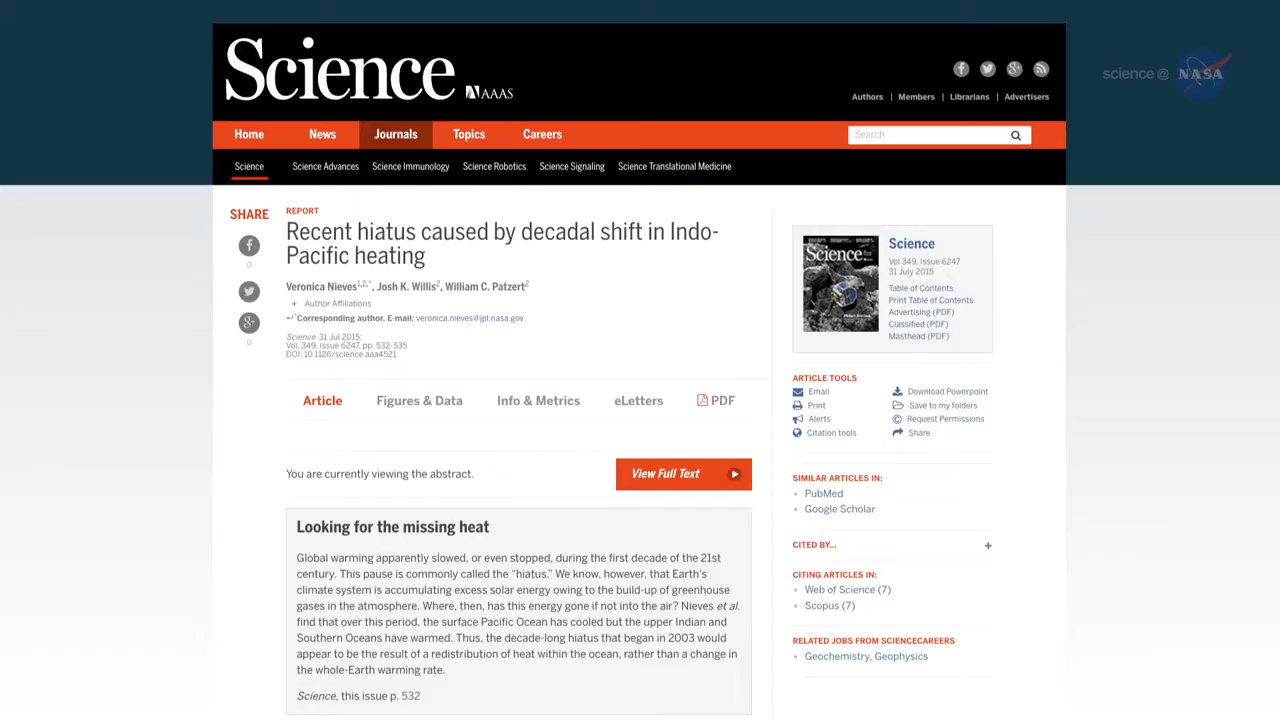 Science
AAAS
science@ NASA
Authors | Members | Librarians | Advertisers
Home News Journals Topics Careers
Search
Science Science Advances Science Immunology Science Robotics Science Signaling Science Translational Medicine
SHARE
0
0
REPORT
Recent hiatus caused by decadal shift in Indo-
Pacific heating
Veronica Nieves1,2,*, Josh K. Willis2, William C. Patzert2
+ Author Affiliations
↵*Corresponding author. E-mail: veronica.nieves@jpl.nasa.gov
Science 31 Jul 2015:
Vol. 349, Issue 6247, pp. 532-535
DOI: 10.1126/science.aaa4521
Article Figures & Data Info & Metrics eLetters PDF
You are currently viewing the abstract.
View Full Text
Looking for the missing heat
Global warming apparently slowed, or even stopped, during the first decade of the 21st
century. This pause is commonly called the “hiatus.” We know, however, that Earth's
climate system is accumulating excess solar energy owing to the build-up of greenhouse
gases in the atmosphere. Where, then, has this energy gone if not into the air? Nieves et al.
find that over this period, the surface Pacific Ocean has cooled but the upper Indian and
Southern Oceans have warmed. Thus, the decade-long hiatus that began in 2003 would
appear to be the result of a redistribution of heat within the ocean, rather than a change in
the whole-Earth warming rate.
Science, this issue p. 532
Science
Science
Vol 349, Issue 6247
31 July 2015
Table of Contents
Print Table of Contents
Advertising (PDF)
Classified (PDF)
Masthead (PDF)
ARTICLE TOOLS
Email Download Powerpoint
Print Save to my folders
Alerts © Request Permissions
Citation tools Share
SIMILAR ARTICLES IN:
PubMed
Google Scholar
CITED BY... +
CITING ARTICLES IN:
Web of Science (7)
Scopus (7)
RELATED JOBS FROM SCIENCECAREERS
Geochemistry, Geophysics